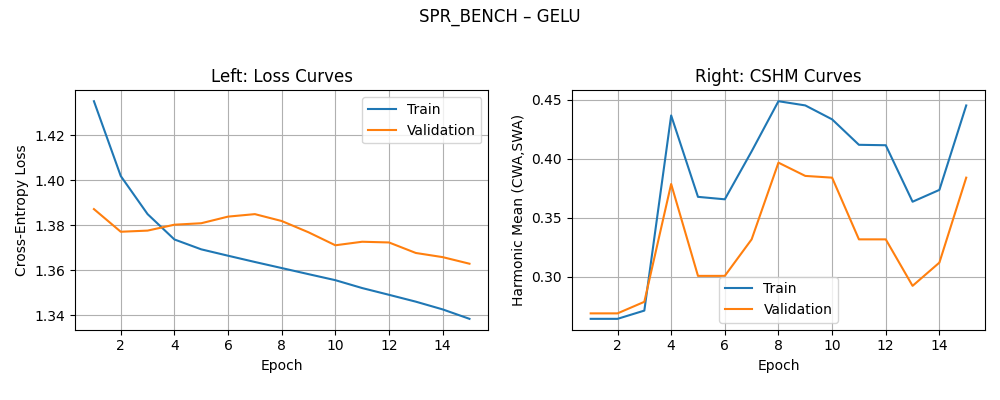 SPR_BENCH – GELU
Left: Loss Curves
Cross-Entropy Loss
1.42
1.40
1.38
1.36
1.34
Train
Validation
2 4 6 8 10 12 14
Epoch
Right: CSHM Curves
Harmonic Mean (CWA,SWA)
0.45
0.40
0.35
0.30
Train
Validation
2 4 6 8 10 12 14
Epoch